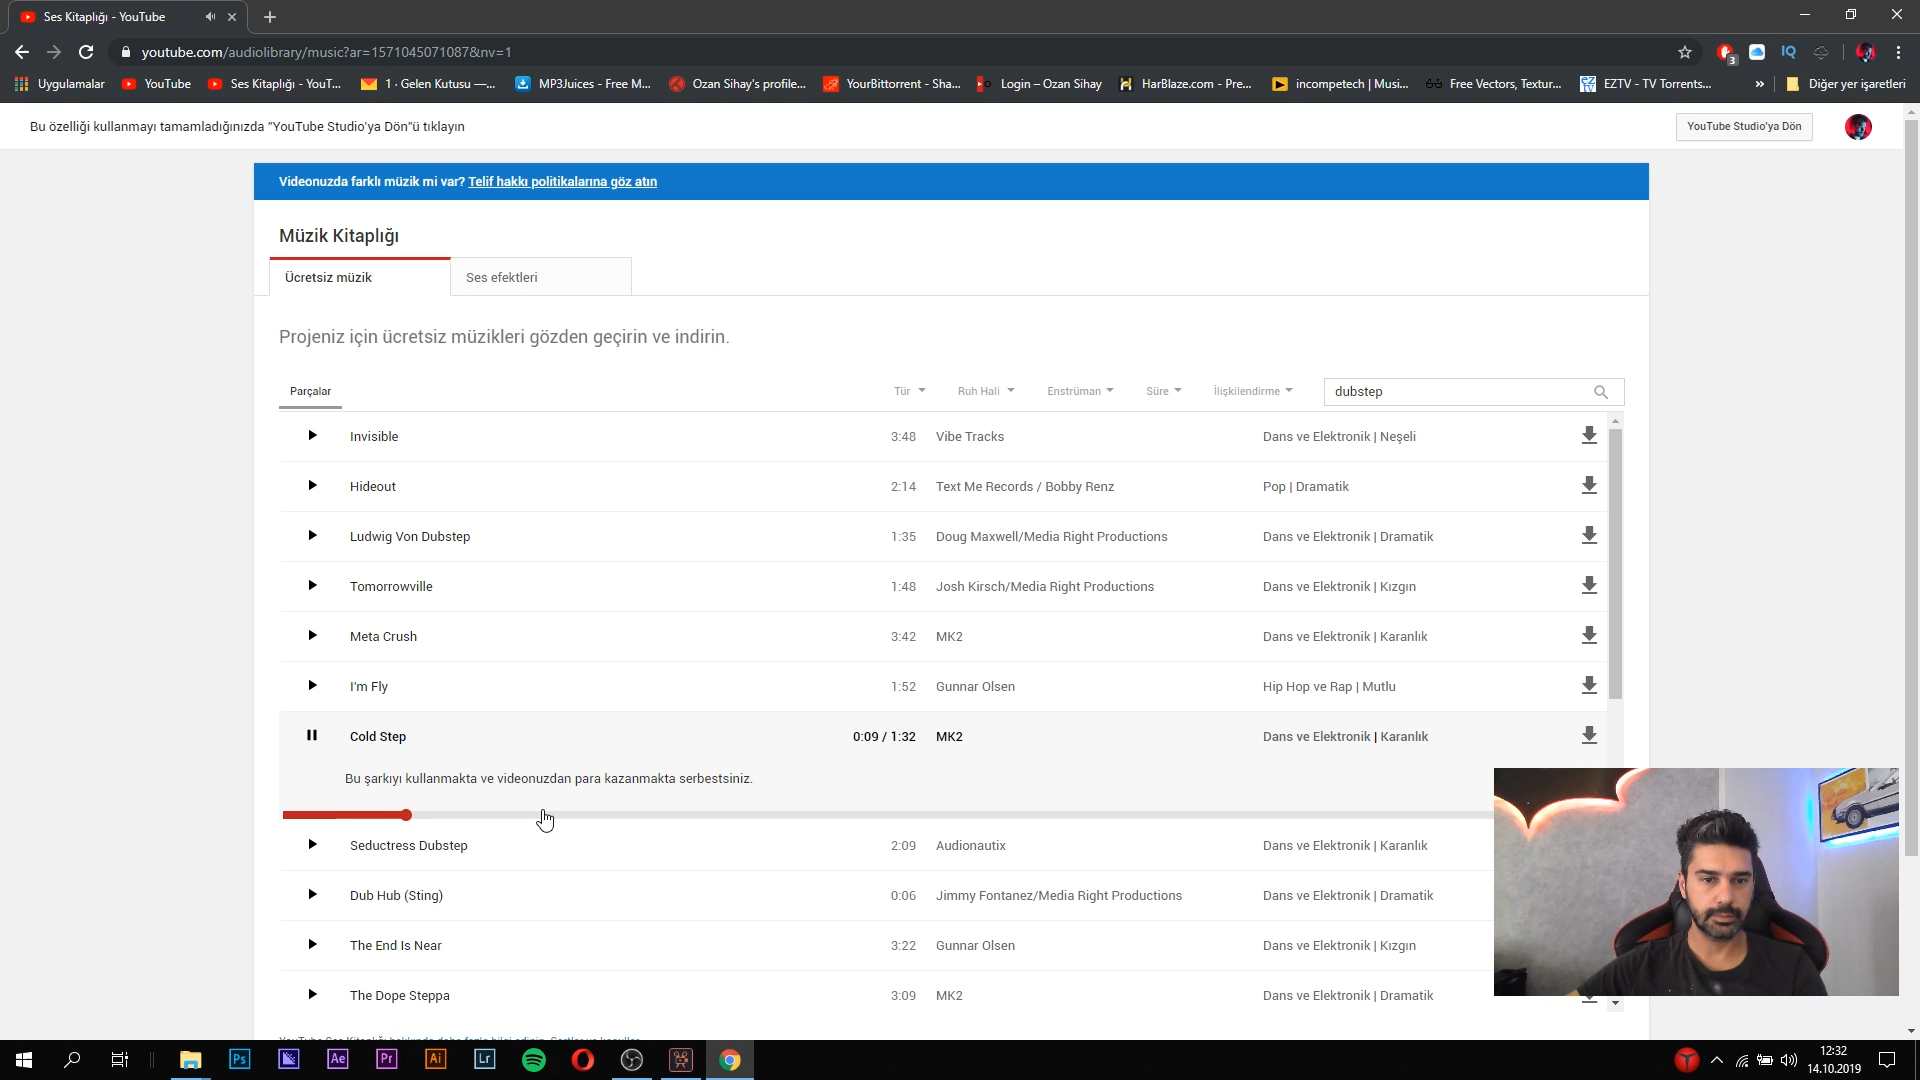 Ses Kitaplığı - YouTube
youtube.com/audiolibrary/music?ar=1571045071087&nv=1
3
IQ
Uygulamalar
YouTube
Ses Kitaplığı - YouT...
1 · Gelen Kutusu —...
MP3Juices - Free M...
Ozan Sihay's profile...
YourBittorrent - Sha...
Login – Ozan Sihay
HarBlaze.com - Pre...
incompetech | Musi...
Free Vectors, Textur...
EZTV - TV Torrents...
»
Diğer yer işaretleri
Bu özelliği kullanmayı tamamladığınızda "YouTube Studio'ya Dön"ü tıklayın
YouTube Studio'ya Dön
Videonuzda farklı müzik mi var? Telif hakkı politikalarına göz atın
Müzik Kitaplığı
Ücretsiz müzik
Ses efektleri
Projeniz için ücretsiz müzikleri gözden geçirin ve indirin.
Parçalar
Tür
Ruh Hali
Enstrüman
Süre
İlişkilendirme
dubstep
Invisible 3:48 Vibe Tracks Dans ve Elektronik | Neşeli
Hideout 2:14 Text Me Records / Bobby Renz Pop | Dramatik
Ludwig Von Dubstep 1:35 Doug Maxwell/Media Right Productions Dans ve Elektronik | Dramatik
Tomorrowville 1:48 Josh Kirsch/Media Right Productions Dans ve Elektronik | Kızgın
Meta Crush 3:42 MK2 Dans ve Elektronik | Karanlık
I'm Fly 1:52 Gunnar Olsen Hip Hop ve Rap | Mutlu
Cold Step 0:09 / 1:32 MK2 Dans ve Elektronik | Karanlık
Bu şarkıyı kullanmakta ve videonuzdan para kazanmakta serbestsiniz.
Seductress Dubstep 2:09 Audionautix Dans ve Elektronik | Karanlık
Dub Hub (Sting) 0:06 Jimmy Fontanez/Media Right Productions Dans ve Elektronik | Dramatik
The End Is Near 3:22 Gunnar Olsen Dans ve Elektronik | Kızgın
The Dope Steppa 3:09 MK2 Dans ve Elektronik | Dramatik
Ps
Ae
Pr
Ai
Lr
12:32
14.10.2019